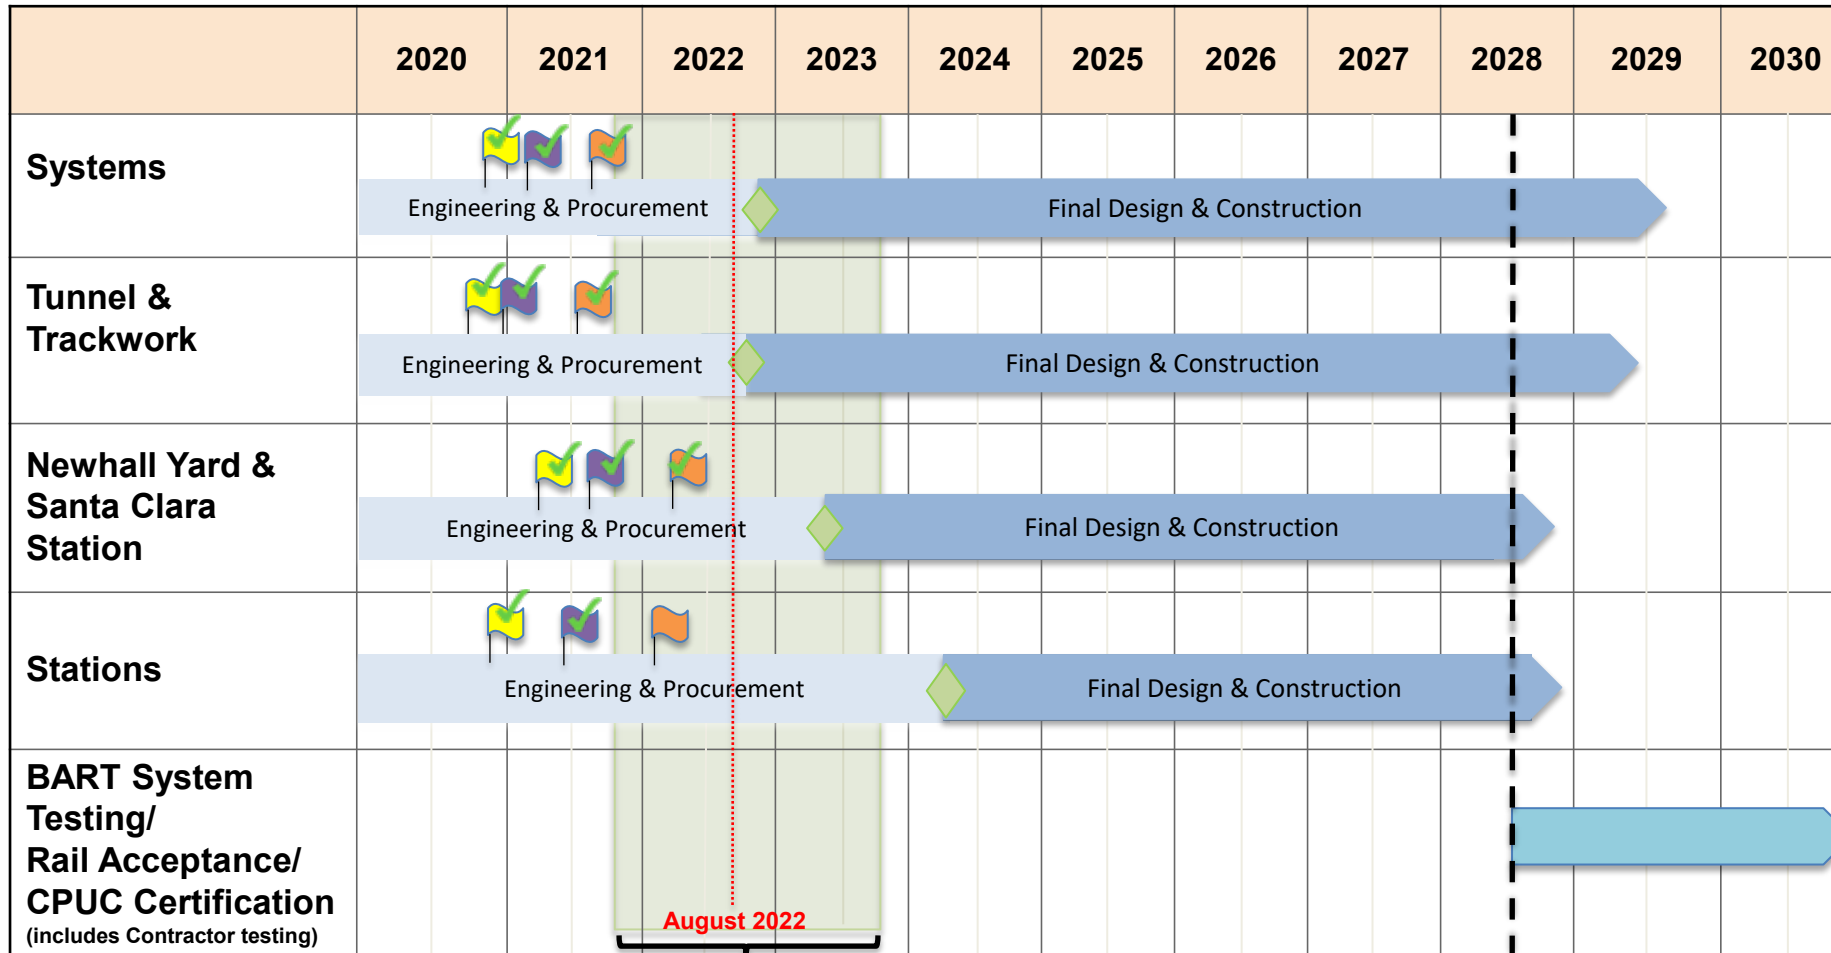 2020 2021 2022 2023 2024 2025 2026 2027 2028 2029 2030
Systems
Engineering & Procurement
Final Design & Construction
Tunnel &
Trackwork
Engineering & Procurement
Final Design & Construction
Newhall Yard &
Santa Clara
Station
Engineering & Procurement
Final Design & Construction
Stations
Engineering & Procurement
Final Design & Construction
BART System
Testing/
Rail Acceptance/
CPUC Certification
(includes Contractor testing)
August 2022